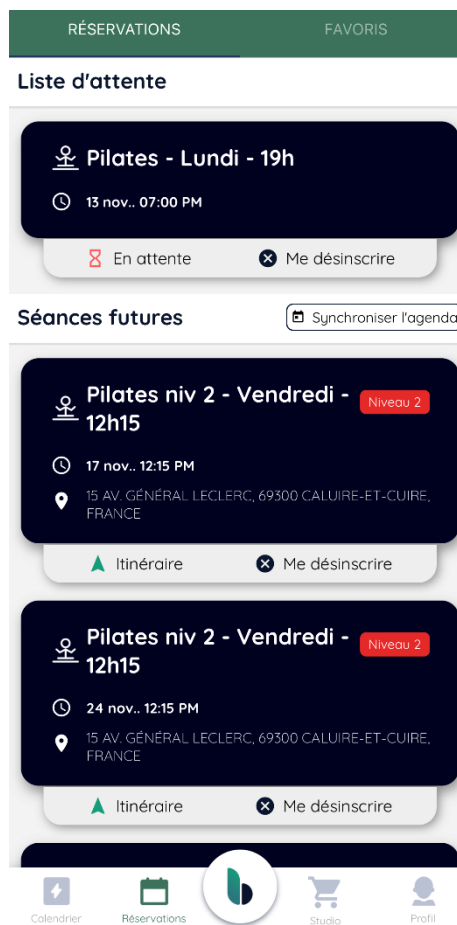 RÉSERVATIONS
FAVORIS
Liste d'attente
Pilates - Lundi - 19h
13 nov.. 07:00 PM
En attente
Me désinscrire
Séances futures
Synchroniser l'agenda
Pilates niv 2 - Vendredi -
12h15
Niveau 2
17 nov.. 12:15 PM
15 AV. GÉNÉRAL LECLERC, 69300 CALUIRE-ET-CUIRE,
FRANCE
Itinéraire
Me désinscrire
Pilates niv 2 - Vendredi -
12h15
Niveau 2
24 nov.. 12:15 PM
15 AV. GÉNÉRAL LECLERC, 69300 CALUIRE-ET-CUIRE,
FRANCE
Itinéraire
Me désinscrire
Calendrier
Réservations
Studio
Profil